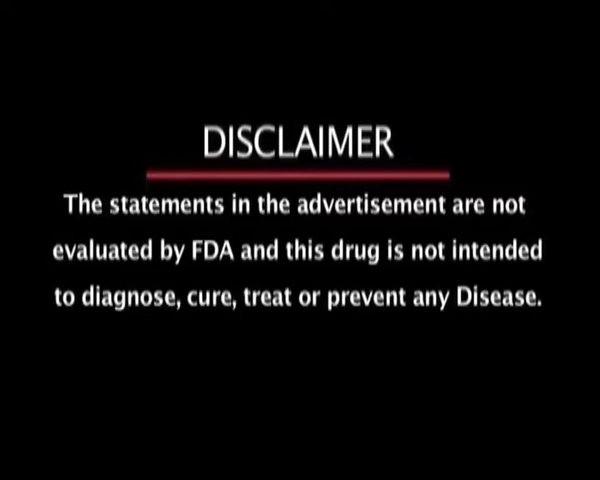 DISCLAIMER
The statements in the advertisement are not
evaluated by FDA and this drug is not intended
to diagnose, cure, treat or prevent any Disease.